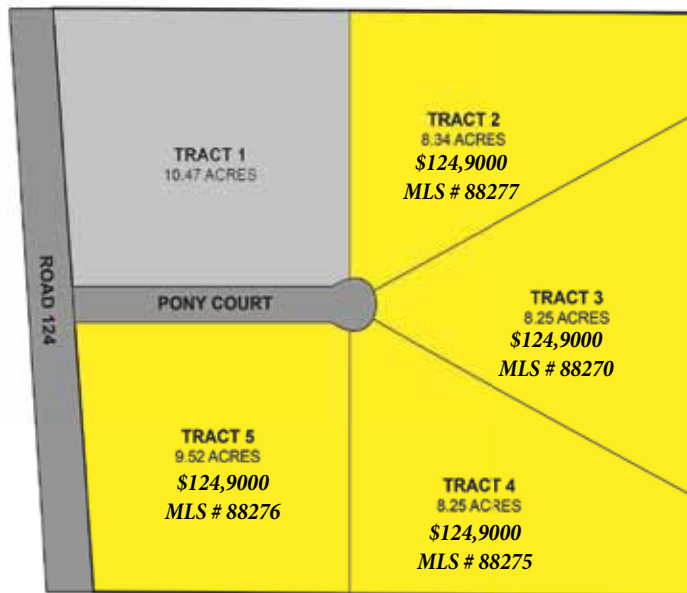 TRACT 1
10.47 ACRES
TRACT 2
8.34 ACRES
$124,9000
MLS # 88277
ROAD 124
PONY COURT
TRACT 3
8.25 ACRES
$124,9000
MLS # 88270
TRACT 5
9.52 ACRES
$124,9000
MLS # 88276
TRACT 4
8.25 ACRES
$124,9000
MLS # 88275